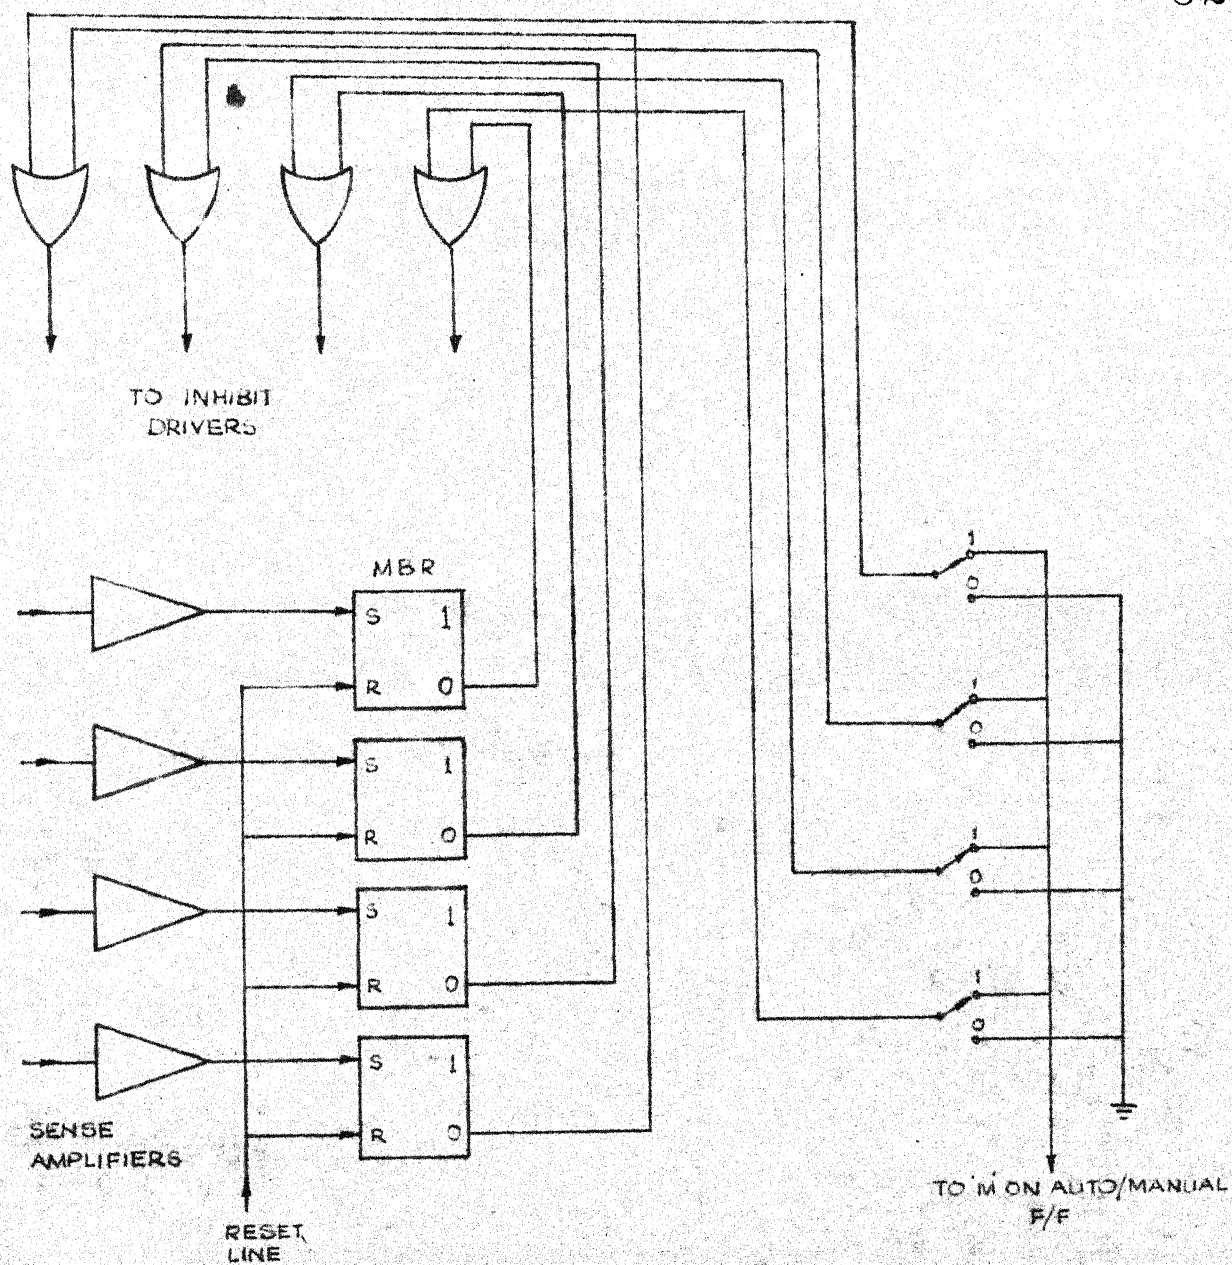 TO INHIBIT
DRIVERS
MBR
S 1
R 0
S 1
R 0
S 1
R 0
S 1
R 0
SENSE
AMPLIFIERS
RESET
LINE
1
0
1
0
1
0
1
0
TO 'M' ON AUTO/MANUAL
F/F